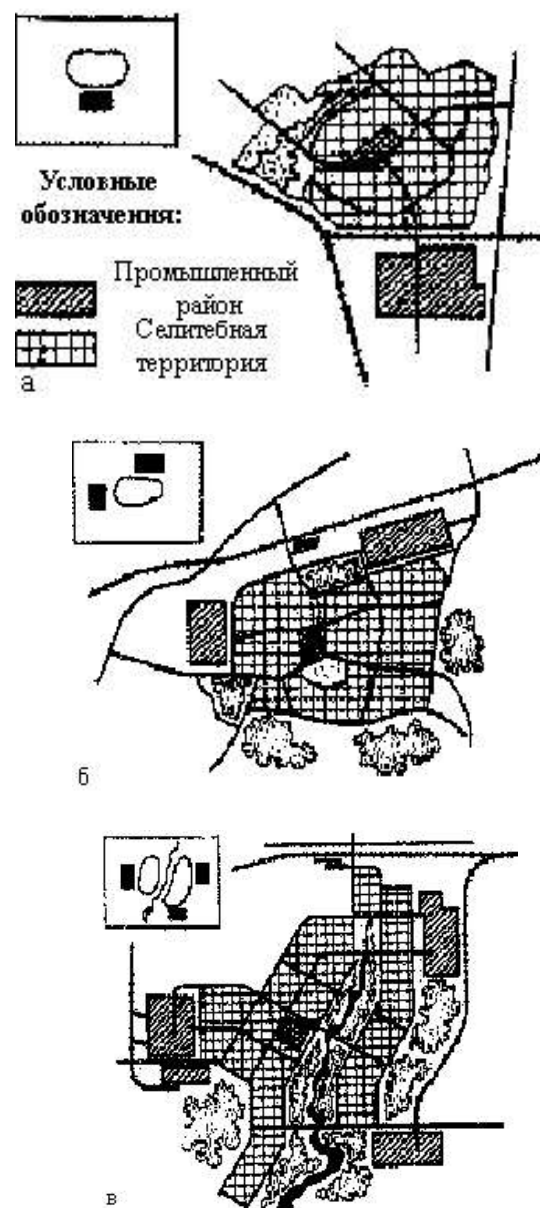 Условные
обозначения:
Промышленный
район
Селитебная
территория
а
б
в